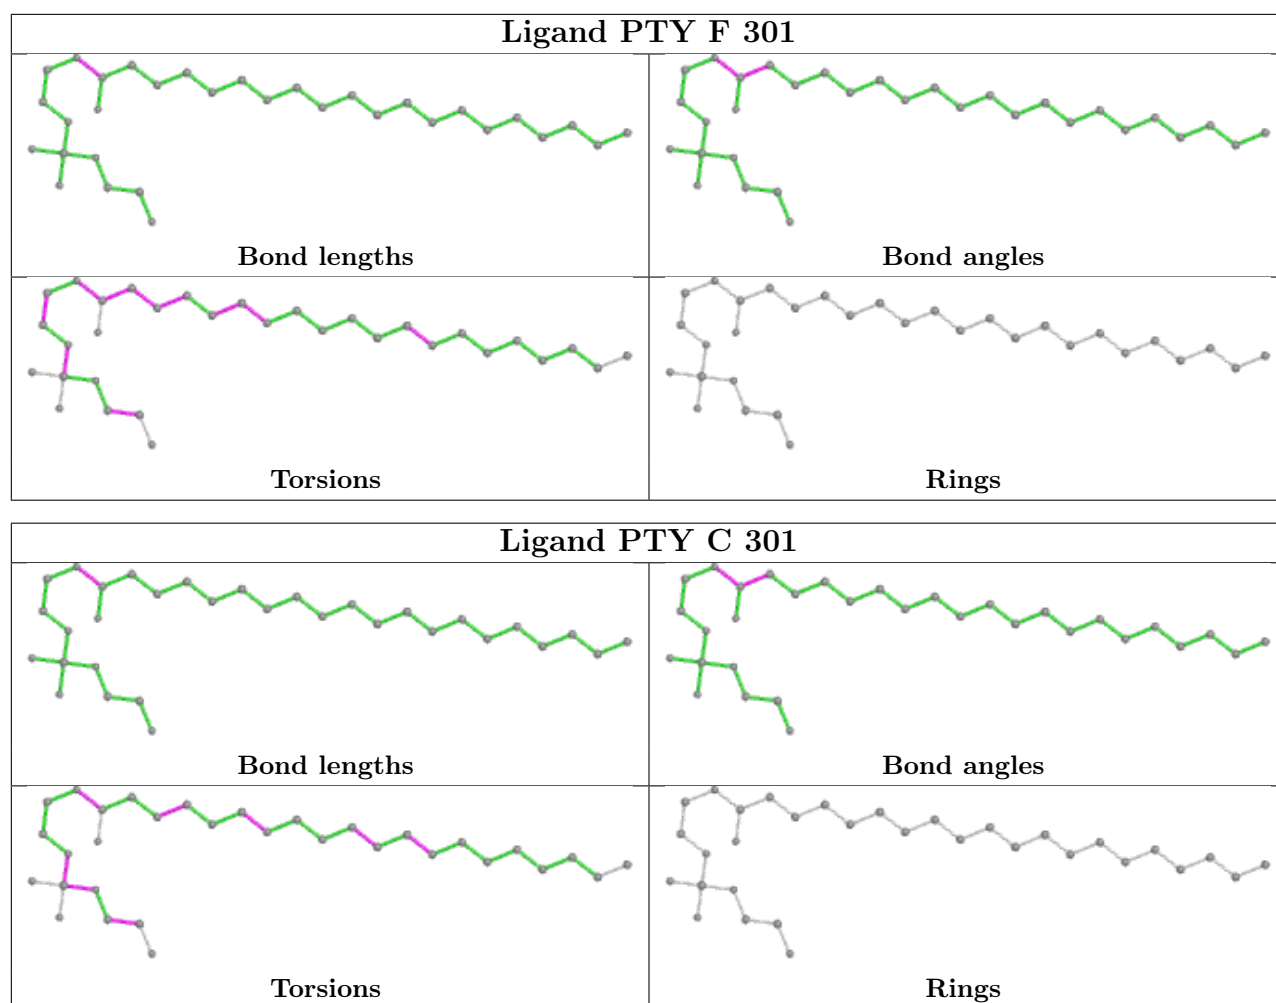 Ligand PTY F 301
Bond lengths
Bond angles
Torsions
Rings
Ligand PTY C 301
Bond lengths
Bond angles
Torsions
Rings